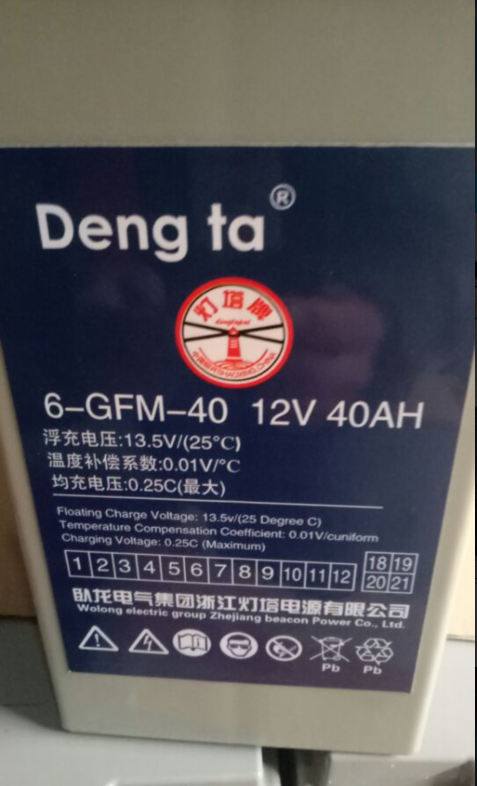 Deng ta®
灯塔牌
6-GFM-40 12V 40AH
浮充电压:13.5V/(25℃)
温度补偿系数:0.01V/℃
均充电压:0.25C(最大)
Floating Charge Voltage: 13.5v/(25 Degree C)
Temperature Compensation Coefficient: 0.01V/cuniform
Charging Voltage: 0.25C (Maximum)
1 2 3 4 5 6 7 8 9 10 11 12
18 19
20 21
卧龙电气集团浙江灯塔电源有限公司
Wolong electric group Zhejiang beacon Power Co., Ltd.
Pb Pb